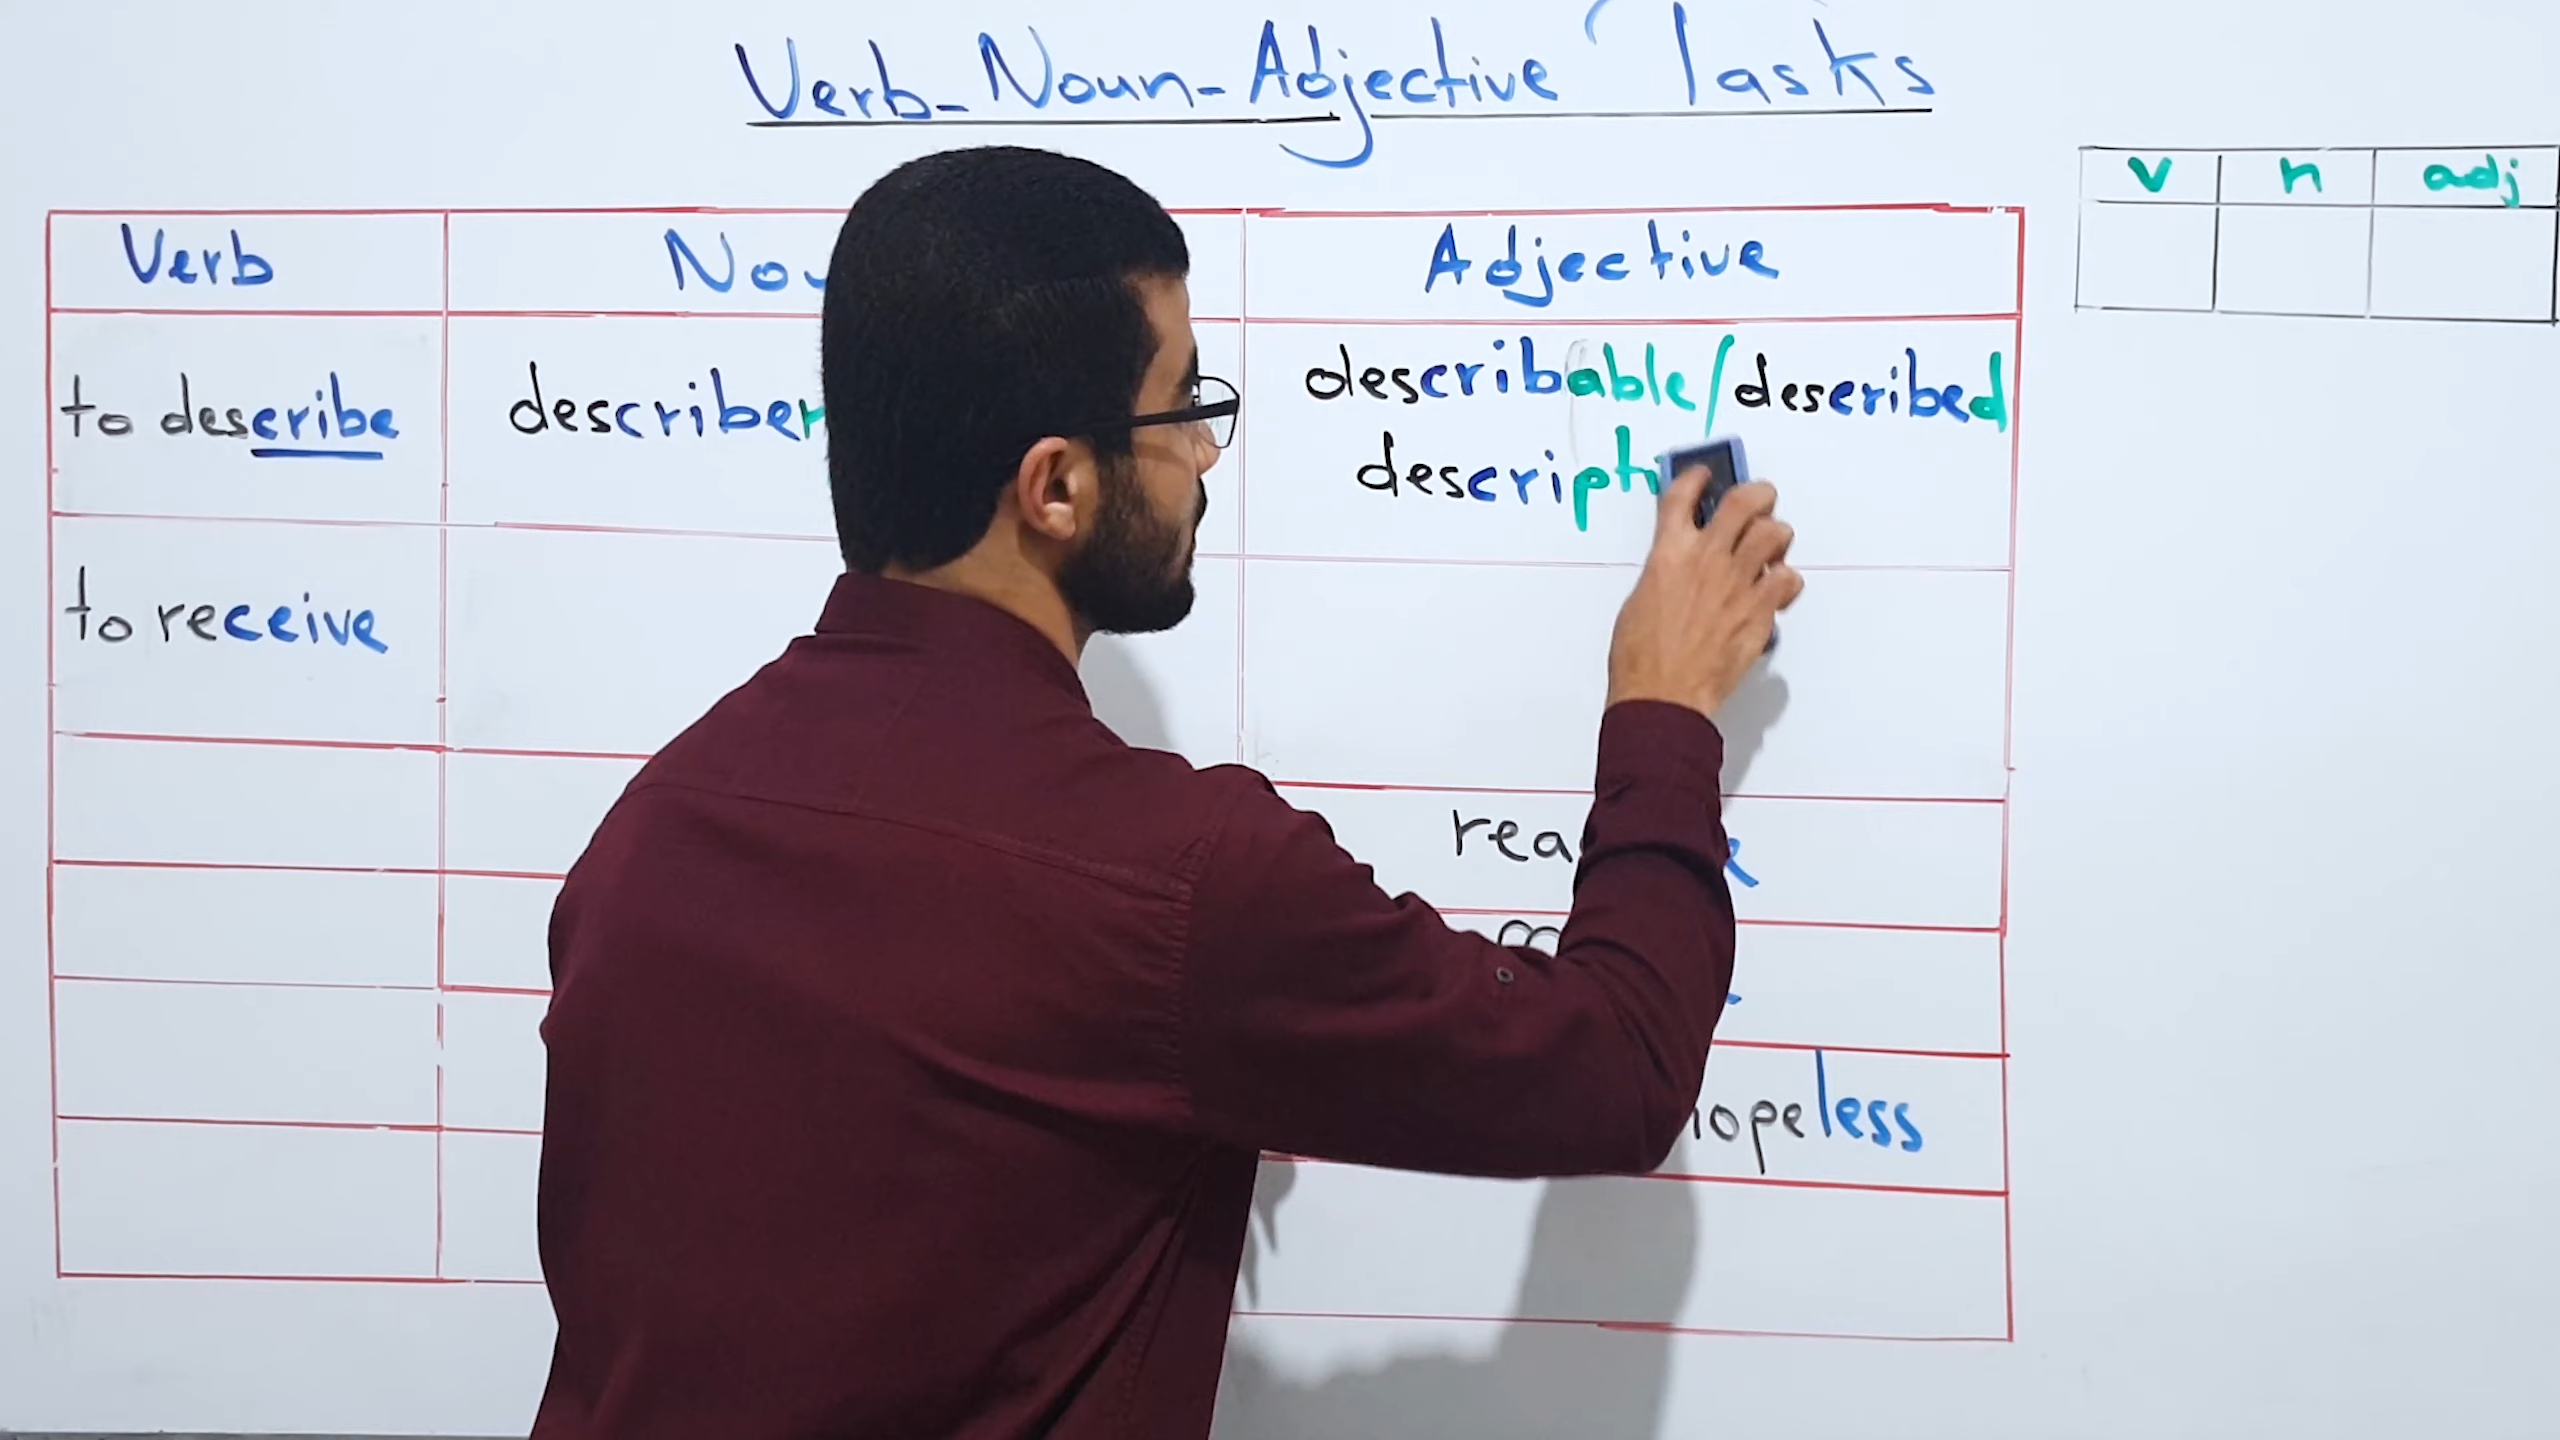 Verb-Noun-Adjective Tasks
v n adj
Verb Adjective
to describe describer describable/described
to receive
hopeless